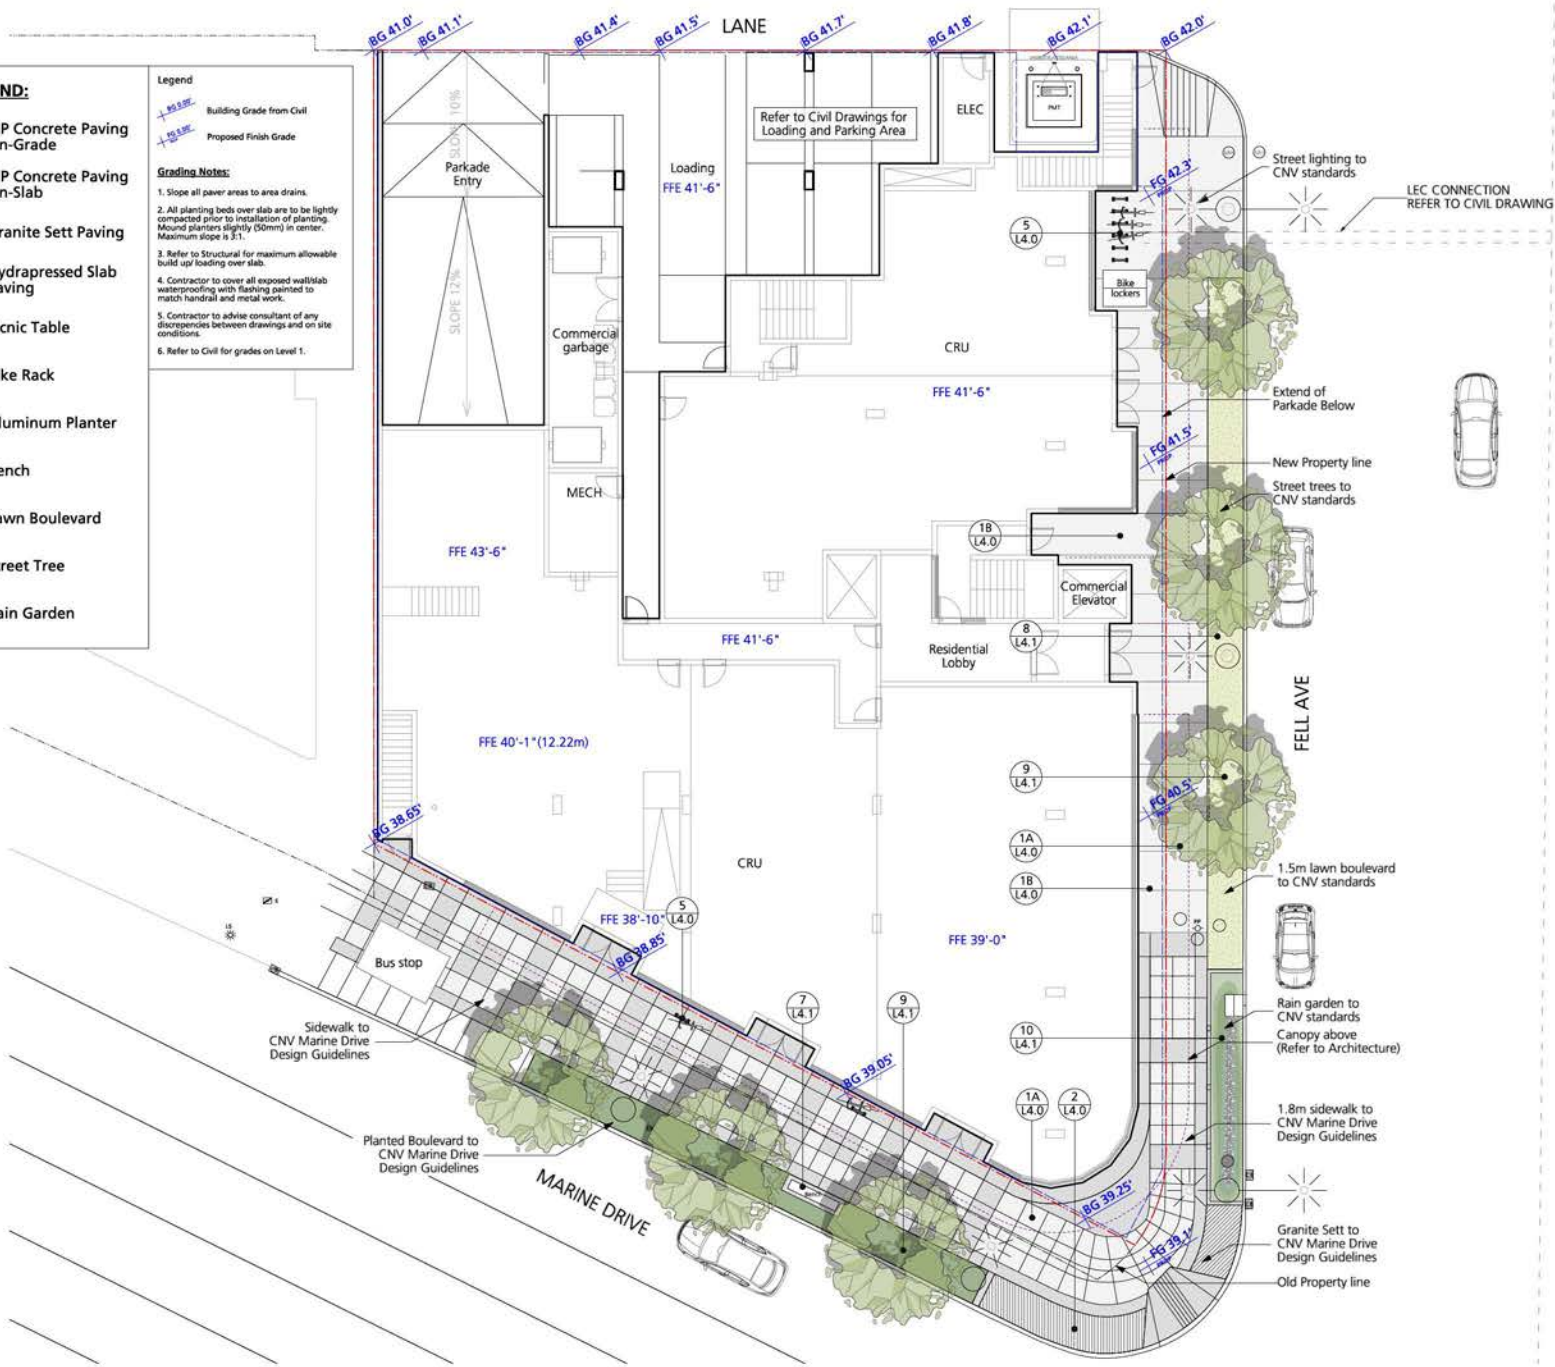 LANE
BG 41.0'
BG 41.1'
BG 41.4'
BG 41.5'
BG 41.7'
BG 41.8'
BG 42.1'
BG 42.0'
ND:
P Concrete Paving
n-Grade
P Concrete Paving
n-Slab
ranite Sett Paving
ydrapressed Slab
aving
cnic Table
ke Rack
luminum Planter
ench
awn Boulevard
reet Tree
ain Garden
Legend
BG 0.00'
Building Grade from Civil
FG 0.00'
Proposed Finish Grade
Grading Notes:
1. Slope all paver areas to area drains.
2. All planting beds over slab are to be lightly
compacted prior to installation of planting.
Mound planters slightly (50mm) in center.
Maximum slope is 3:1.
3. Refer to Structural for maximum allowable
build up/ loading over slab.
4. Contractor to cover all exposed wall/slab
waterproofing with flashing painted to
match handrail and metal work.
5. Contractor to advise consultant of any
discrepancies between drawings and on site
conditions.
6. Refer to Civil for grades on Level 1.
SLOPE 10%
Parkade
Entry
SLOPE 12%
Loading
FFE 41'-6"
Refer to Civil Drawings for
Loading and Parking Area
ELEC
PMT
Commercial
garbage
MECH
CRU
FFE 41'-6"
5
L4.0
Bike
lockers
FG 42.3'
Street lighting to
CNV standards
LEC CONNECTION
REFER TO CIVIL DRAWING
Extend of
Parkade Below
FG 41.5'
New Property line
Street trees to
CNV standards
1B
L4.0
Commercial
Elevator
8
L4.1
Residential
Lobby
FFE 43'-6"
FFE 41'-6"
FFE 40'-1"(12.22m)
FELL AVE
9
L4.1
FG 40.5'
1A
L4.0
1B
L4.0
1.5m lawn boulevard
to CNV standards
BG 38.65'
CRU
FFE 38'-10"
5
L4.0
BG 38.85'
FFE 39'-0"
Bus stop
7
L4.1
9
L4.1
10
L4.1
Rain garden to
CNV standards
Canopy above
(Refer to Architecture)
Sidewalk to
CNV Marine Drive
Design Guidelines
BG 39.05'
1A
L4.0
2
L4.0
1.8m sidewalk to
CNV Marine Drive
Design Guidelines
Planted Boulevard to
CNV Marine Drive
Design Guidelines
MARINE DRIVE
Bench
BG 39.25'
FG 39.1'
Granite Sett to
CNV Marine Drive
Design Guidelines
Old Property line